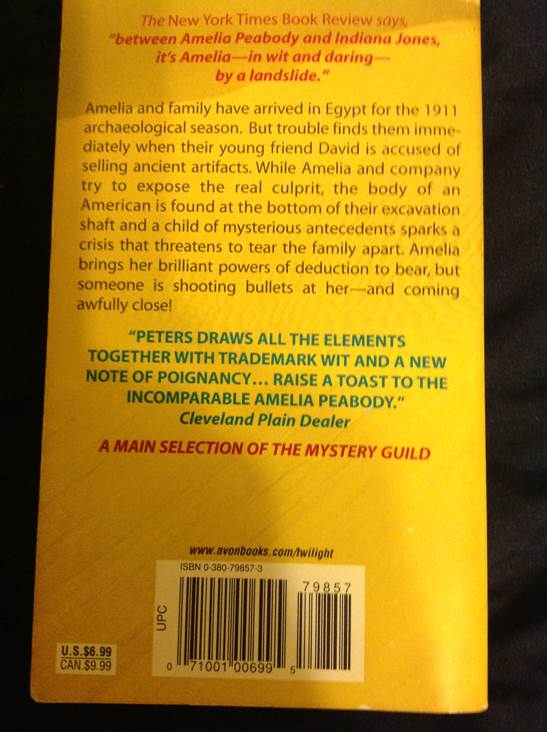 The New York Times Book Review says,
"between Amelia Peabody and Indiana Jones,
it's Amelia—in wit and daring—
by a landslide."
Amelia and family have arrived in Egypt for the 1911
archaeological season. But trouble finds them imme-
diately when their young friend David is accused of
selling ancient artifacts. While Amelia and company
try to expose the real culprit, the body of an
American is found at the bottom of their excavation
shaft and a child of mysterious antecedents sparks a
crisis that threatens to tear the family apart. Amelia
brings her brilliant powers of deduction to bear, but
someone is shooting bullets at her—and coming
awfully close!
"PETERS DRAWS ALL THE ELEMENTS
TOGETHER WITH TRADEMARK WIT AND A NEW
NOTE OF POIGNANCY... RAISE A TOAST TO THE
INCOMPARABLE AMELIA PEABODY."
Cleveland Plain Dealer
A MAIN SELECTION OF THE MYSTERY GUILD
www.avonbooks.com/twilight
ISBN 0-380-79857-3
79857
UPC
0 71001 00699 5
U.S.$6.99
CAN.$9.99